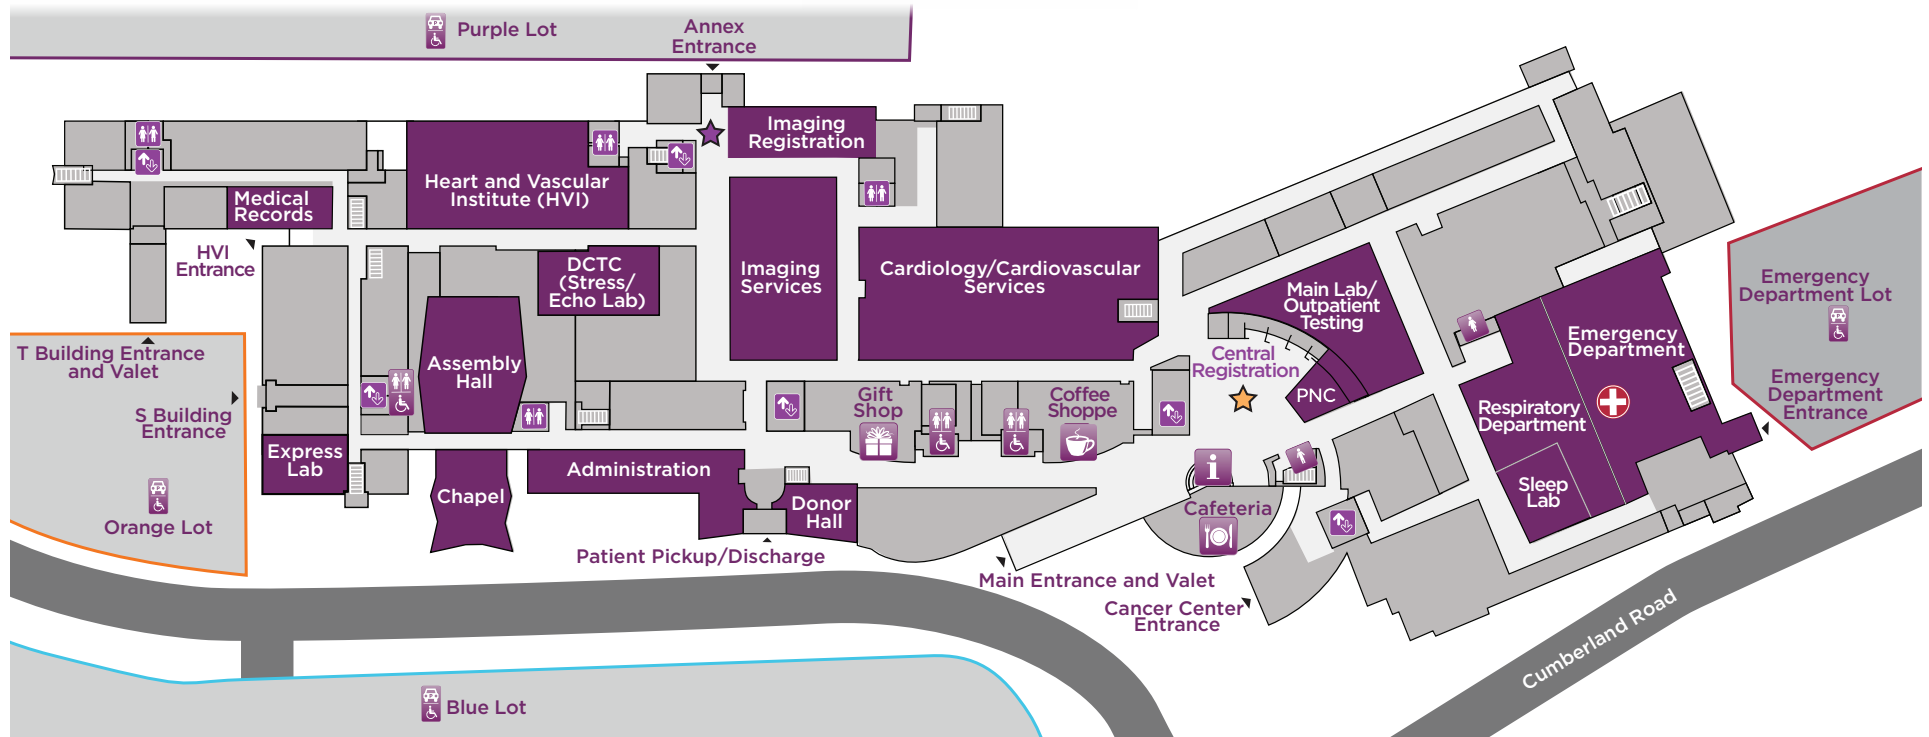 Purple Lot
Annex
Entrance
Imaging
Registration
Heart and Vascular
Institute (HVI)
Medical
Records
HVI
Entrance
DCTC
(Stress/
Echo Lab)
Imaging
Services
Cardiology/Cardiovascular
Services
Main Lab/
Outpatient
Testing
Emergency
Department Lot
Emergency
Department
T Building Entrance
and Valet
Assembly
Hall
Central
Registration
PNC
Emergency
Department
Entrance
S Building
Entrance
Gift
Shop
Coffee
Shoppe
Respiratory
Department
Express
Lab
Administration
Chapel
Donor
Hall
i
Sleep
Lab
Cafeteria
Orange Lot
Patient Pickup/Discharge
Main Entrance and Valet
Cancer Center
Entrance
Cumberland Road
Blue Lot